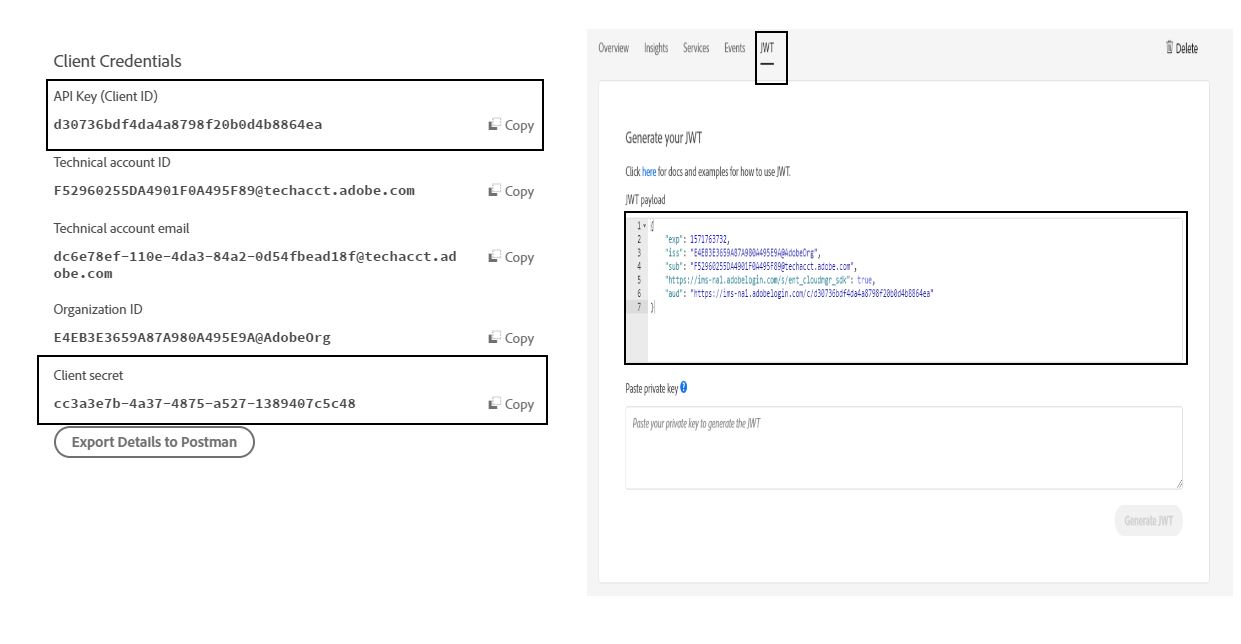 Client Credentials
API Key (Client ID)
d30736bdf4da4a8798f20b0d4b8864ea
Copy
Technical account ID
F52960255DA4901F0A495F89@techacct.adobe.com
Copy
Technical account email
dc6e78ef-110e-4da3-84a2-0d54fbead18f@techacct.ad
obe.com
Copy
Organization ID
E4EB3E3659A87A980A495E9A@AdobeOrg
Copy
Client secret
cc3a3e7b-4a37-4875-a527-1389407c5c48
Copy
Export Details to Postman
Overview Insights Services Events JWT
Delete
Generate your JWT
Click here for docs and examples for how to use JWT.
JWT payload
1 {
2 "exp": 1571763732,
3 "iss": "E4EB3E3659A87A980A495E9A@AdobeOrg",
4 "sub": "F52960255DA4901F0A495F89@techacct.adobe.com",
5 "https://ims-na1.adobelogin.com/s/ent_cloudmgr_sdk": true,
6 "aud": "https://ims-na1.adobelogin.com/c/d30736bdf4da4a8798f20b0d4b8864ea"
7 }
Paste private key ?
Paste your private key to generate the JWT
Generate JWT